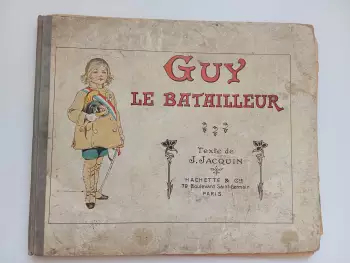 GUY
LE BATAILLEUR
Texte de
J. JACQUIN
HACHETTE & Cie
79 Boulevard Saint-Germain
PARIS